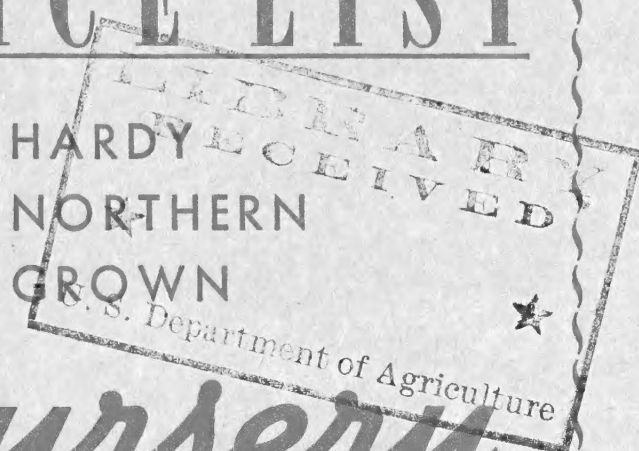 ICE LIST
LIBRARY
RECEIVED
HARDY
NORTHERN
GROWN
U. S. Department of Agriculture
ursery